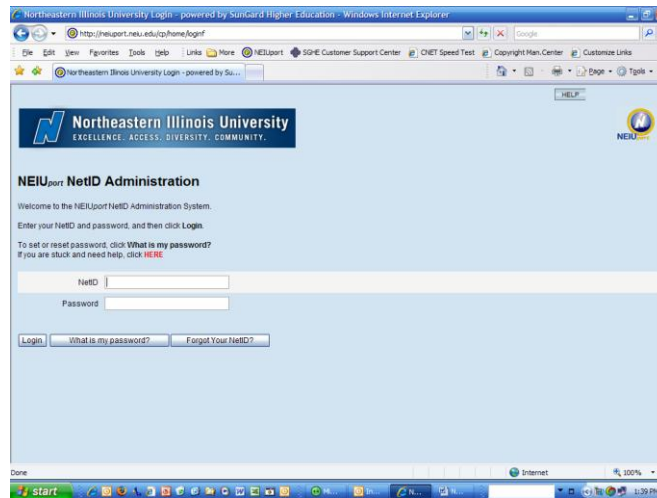 Northeastern Illinois University Login - powered by SunGard Higher Education - Windows Internet Explorer
http://neiuport.neiu.edu/cp/home/loginf
Google
File Edit View Favorites Tools Help Links More NEIUport SGHE Customer Support Center CNET Speed Test Copyright Man.Center Customize Links
Northeastern Illinois University Login - powered by Su...
Page Tools
HELP
Northeastern Illinois University
EXCELLENCE. ACCESS. DIVERSITY. COMMUNITY.
NEIU
NEIUport NetID Administration
Welcome to the NEIUport NetID Administration System.
Enter your NetID and password, and then click Login.
To set or reset password, click What is my password?
If you are stuck and need help, click HERE
NetID
Password
Login What is my password? Forgot Your NetID?
Done Internet 100%
start H... In... N... N... 1:39 PM